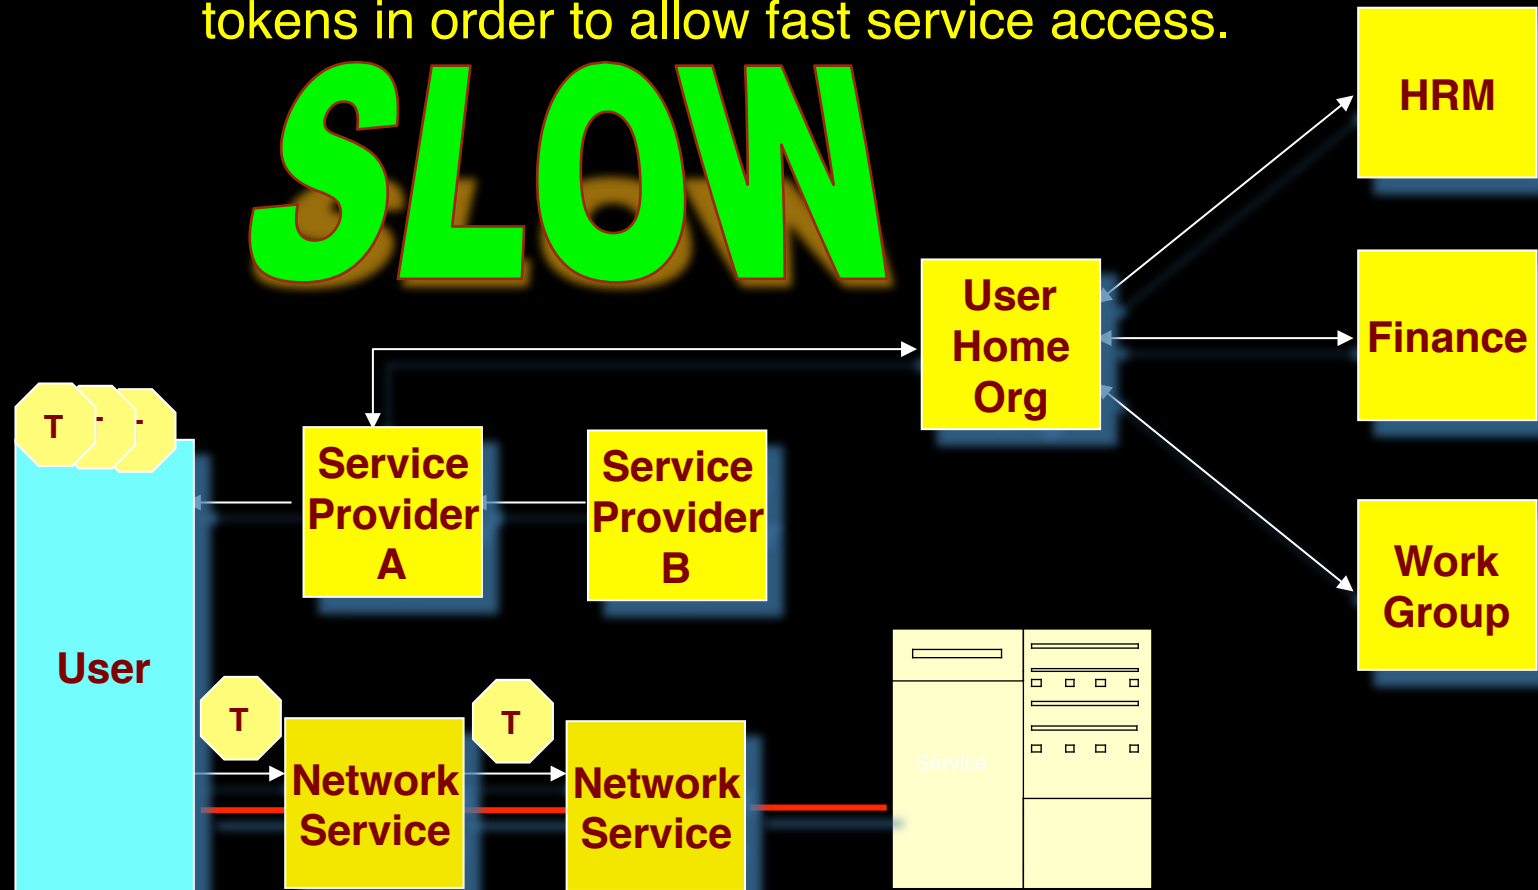 tokens in order to allow fast service access.
SLOW
HRM
User
Home
Org
Finance
T
Service
Provider
A
Service
Provider
B
Work
Group
User
T
T
Network
Service
Network
Service
Service